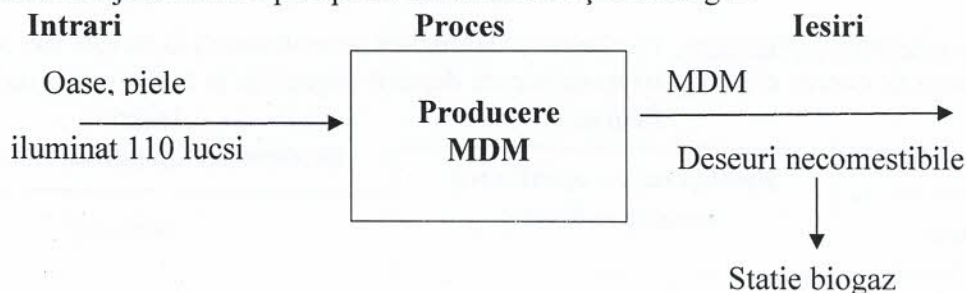 Intrari Proces Iesiri
Oase, piele MDM
Producere
iluminat 110 lucsi MDM Deseuri necomestibile
Statie biogaz